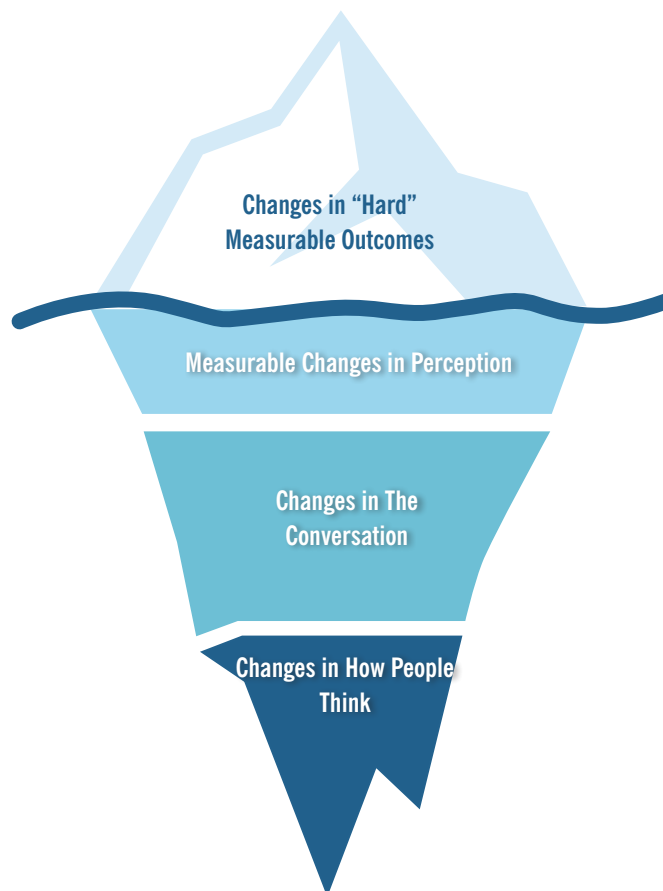 Changes in “Hard”
Measurable Outcomes
Measurable Changes in Perception
Changes in The
Conversation
Changes in How People
Think